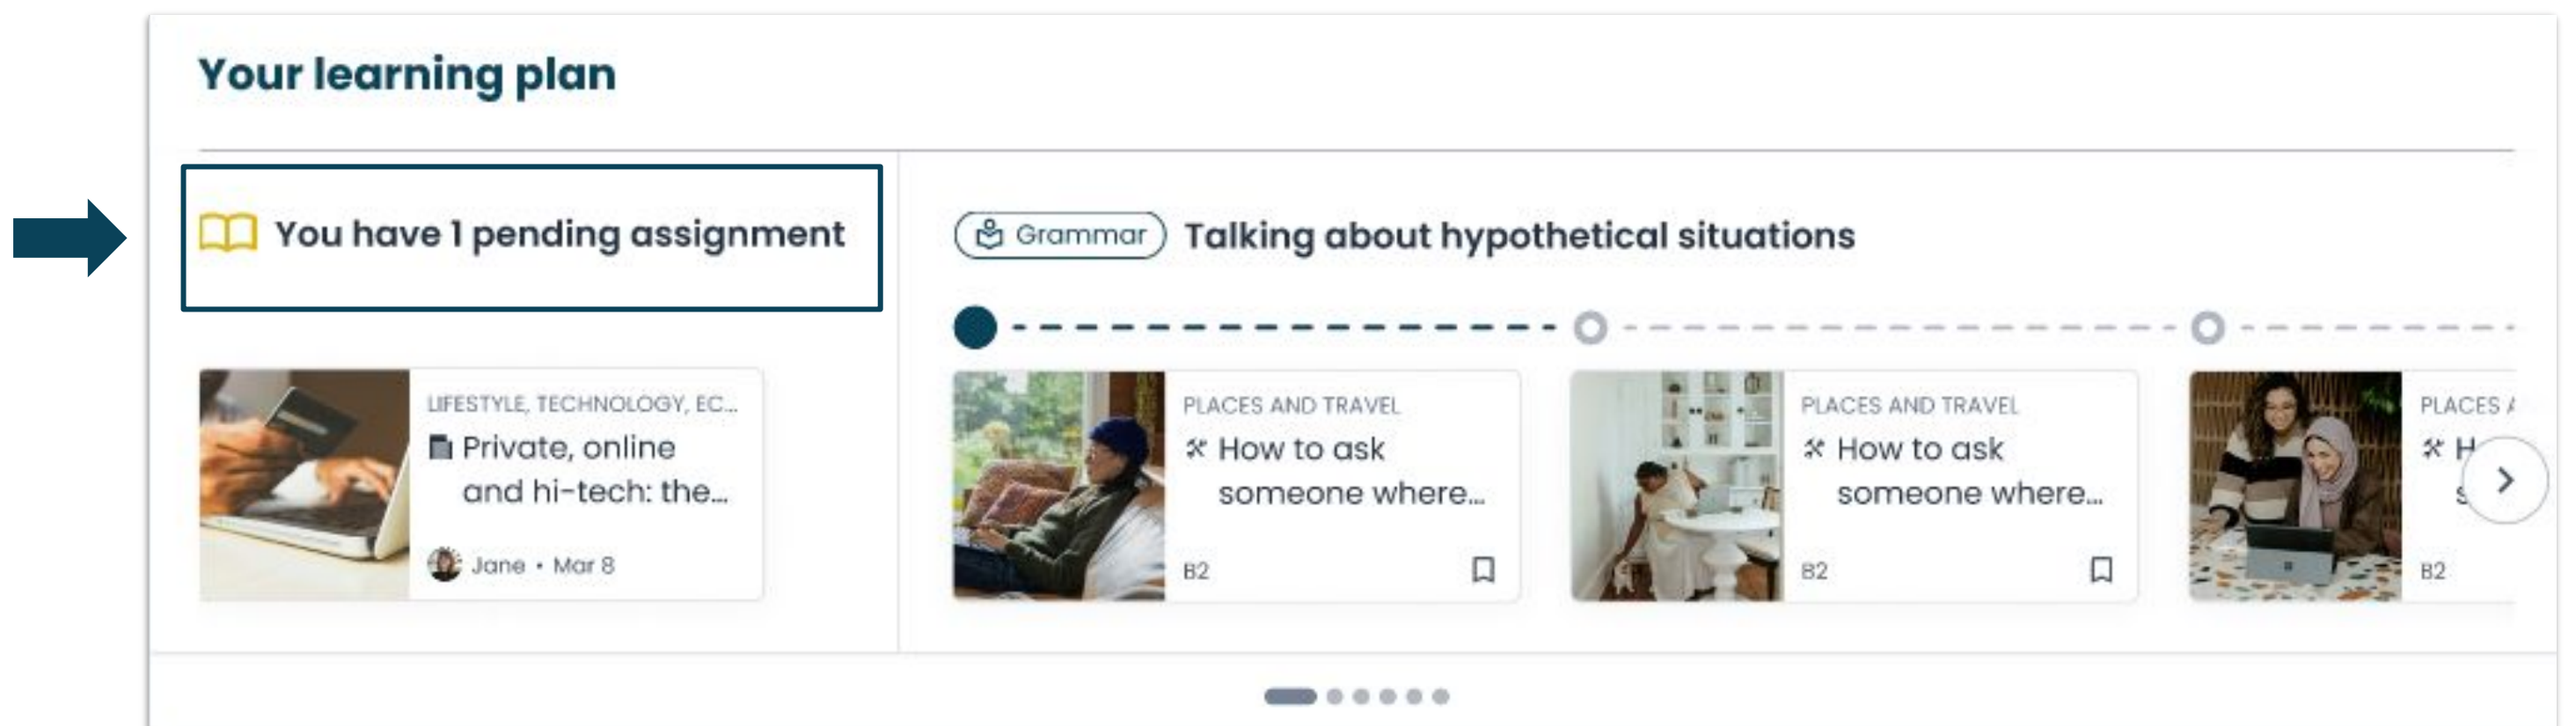 Your learning plan
You have 1 pending assignment
LIFESTYLE, TECHNOLOGY, EC...
Private, online
and hi-tech: the...
Jane • Mar 8
Grammar Talking about hypothetical situations
PLACES AND TRAVEL
How to ask
someone where...
B2
PLACES AND TRAVEL
How to ask
someone where...
B2
PLACES
B2